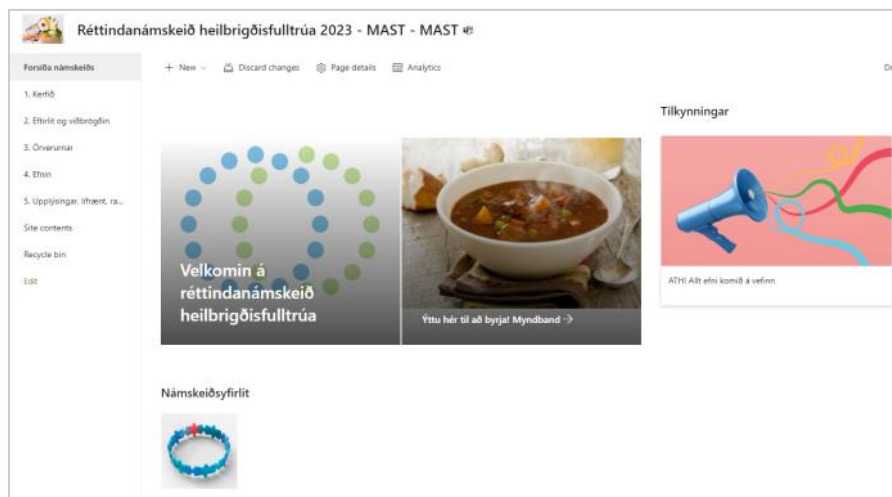 Réttindanámskeið heilbrigðisfulltrúa 2023 - MAST - MAST
Forsíða námskeiðs
1. Kerfið
2. Eftirlit og viðbrögðin
3. Örverurnar
4. Efnin
5. Upplýsingar, lífrænt, ra...
Site contents
Recycle bin
Edit
New
Discard changes
Page details
Analytics
Velkomin á
réttindanámskeið
heilbrigðisfulltrúa
Ýttu hér til að byrja! Myndband →
Tilkynningar
ATH! Allt efni komið á vefinn
Námskeiðsyfirlit